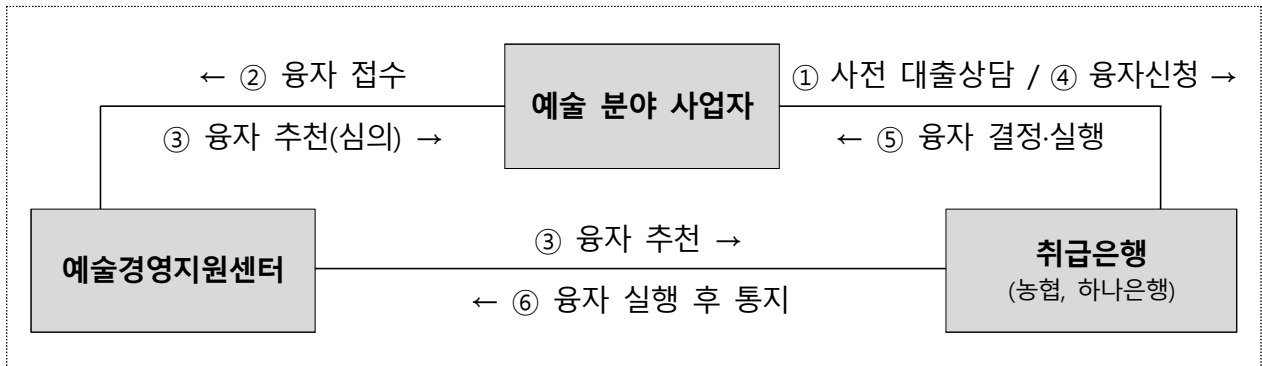 ← ② 융자 접수
① 사전 대출상담 / ④ 융자신청 →
예술 분야 사업자
③ 융자 추천(심의) →
← ⑤ 융자 결정·실행
예술경영지원센터
③ 융자 추천 →
← ⑥ 융자 실행 후 통지
취급은행
(농협, 하나은행)